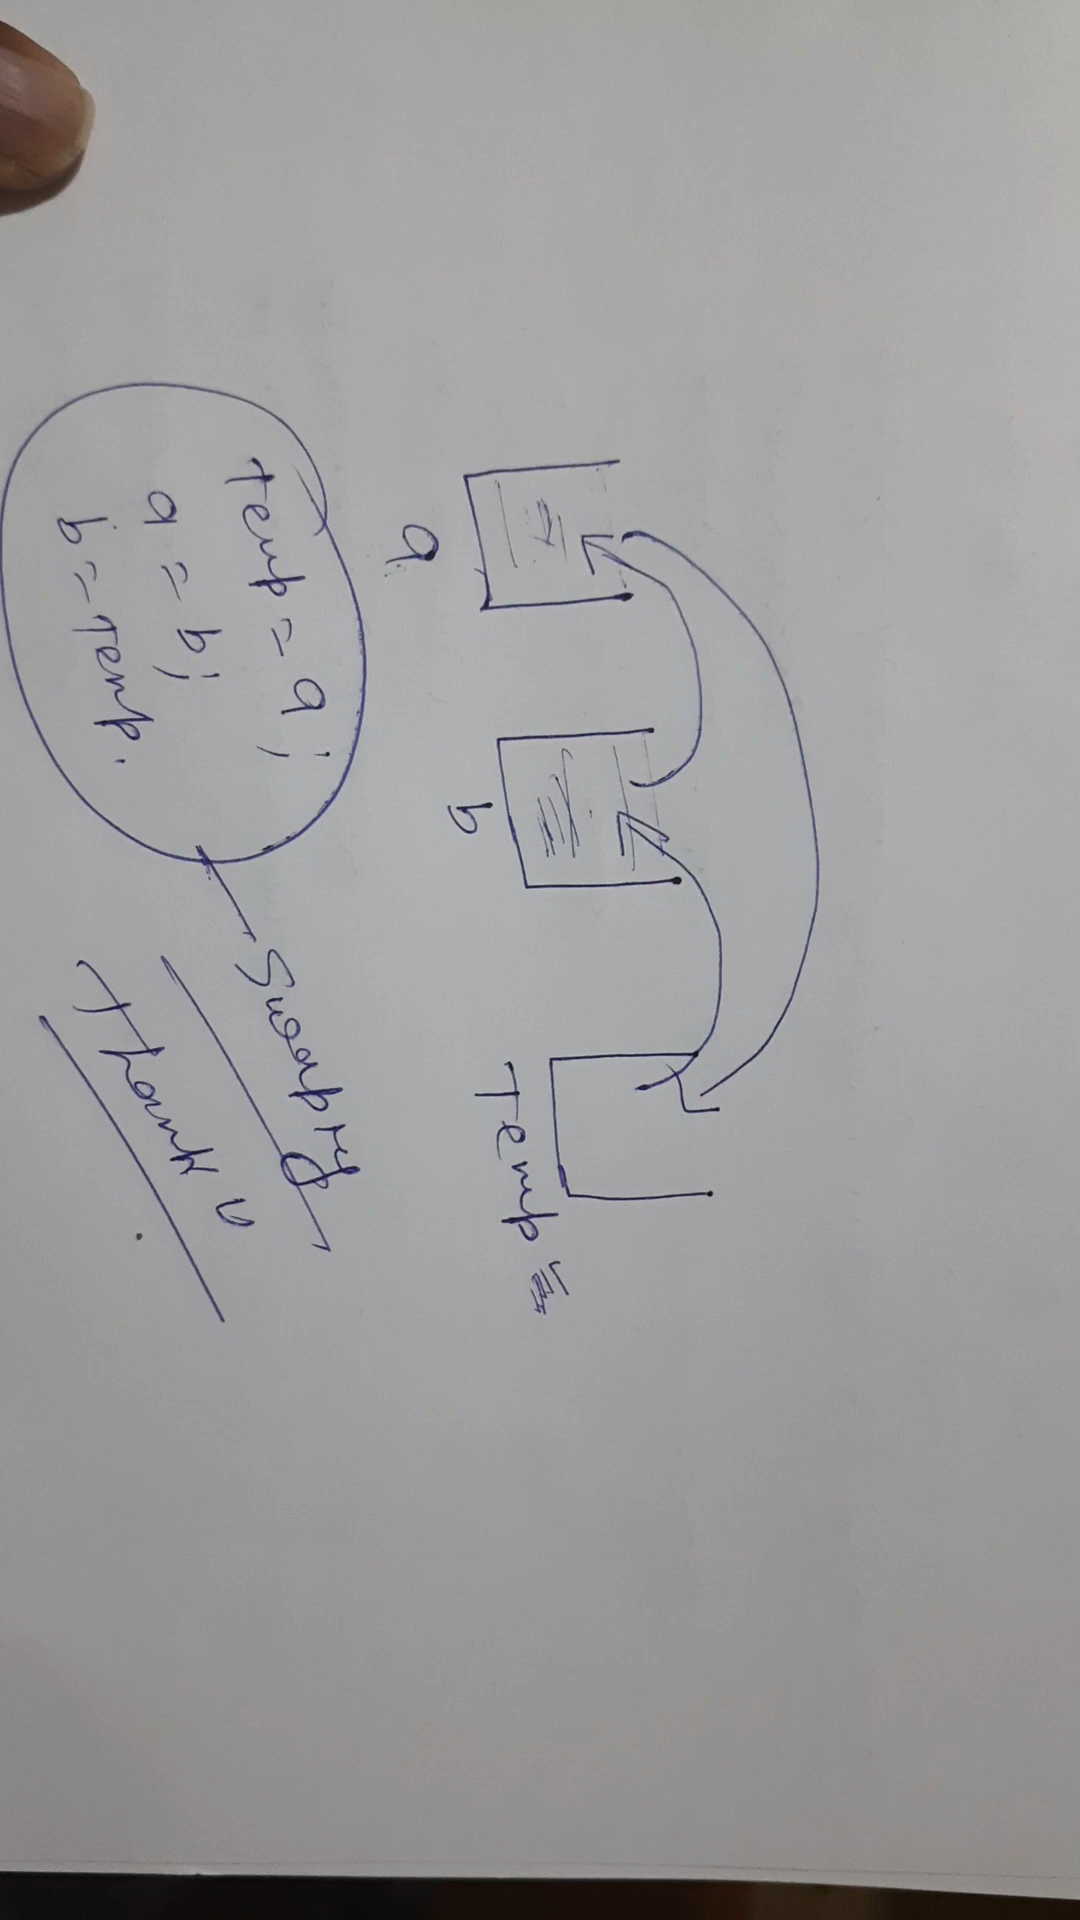 a
b
Temp
temp = a;
a = b;
b = Temp.
Swapping
Thank U